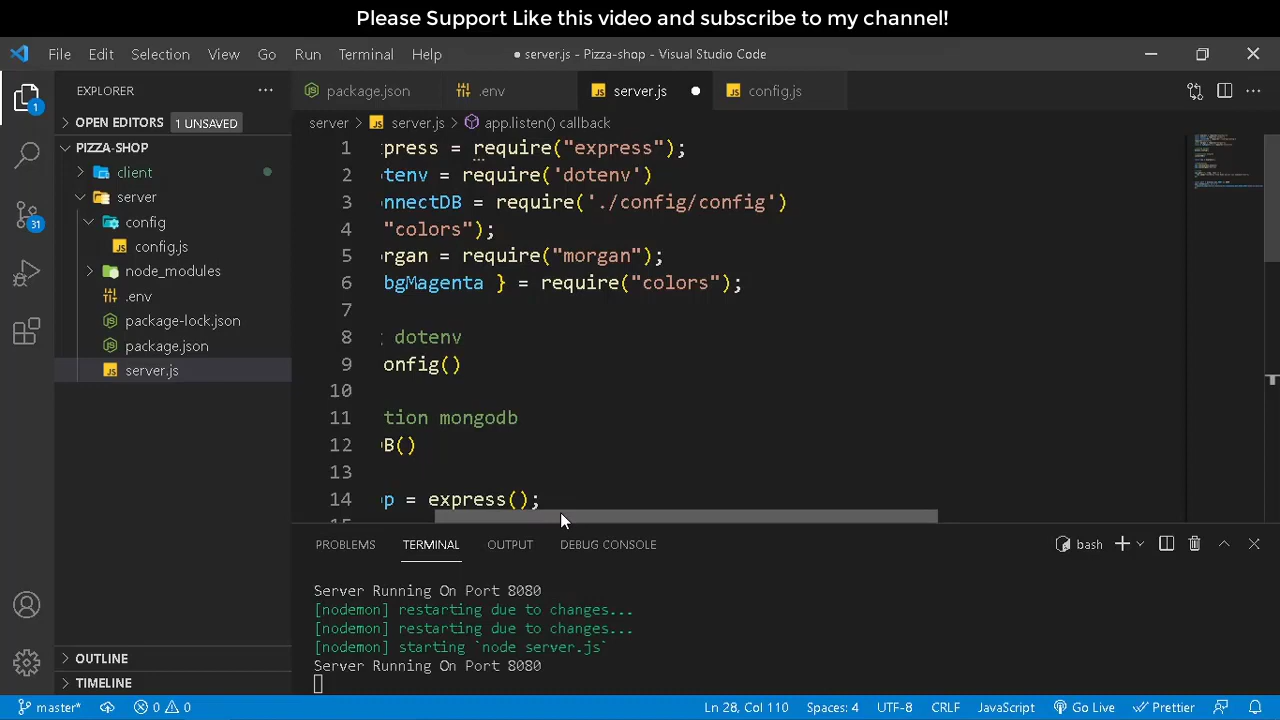 Please Support Like this video and subscribe to my channel!
File Edit Selection View Go Run Terminal Help
● server.js - Pizza-shop - Visual Studio Code
EXPLORER
package.json
.env
server.js
config.js
OPEN EDITORS 1 UNSAVED
PIZZA-SHOP
client
server
config
config.js
node_modules
.env
package-lock.json
package.json
server.js
OUTLINE
TIMELINE
1
31
server > server.js > app.listen() callback
1 press = require("express");
2 tenv = require('dotenv')
3 nnectDB = require('./config/config')
4 "colors");
5 rgan = require("morgan");
6 bgMagenta } = require("colors");
7
8 dotenv
9 onfig()
10
11 tion mongodb
12 B()
13
14 p = express();
15
PROBLEMS TERMINAL OUTPUT DEBUG CONSOLE
bash
Server Running On Port 8080
[nodemon] restarting due to changes...
[nodemon] restarting due to changes...
[nodemon] starting `node server.js`
Server Running On Port 8080
master* 0 0 Ln 28, Col 110 Spaces: 4 UTF-8 CRLF JavaScript Go Live Prettier